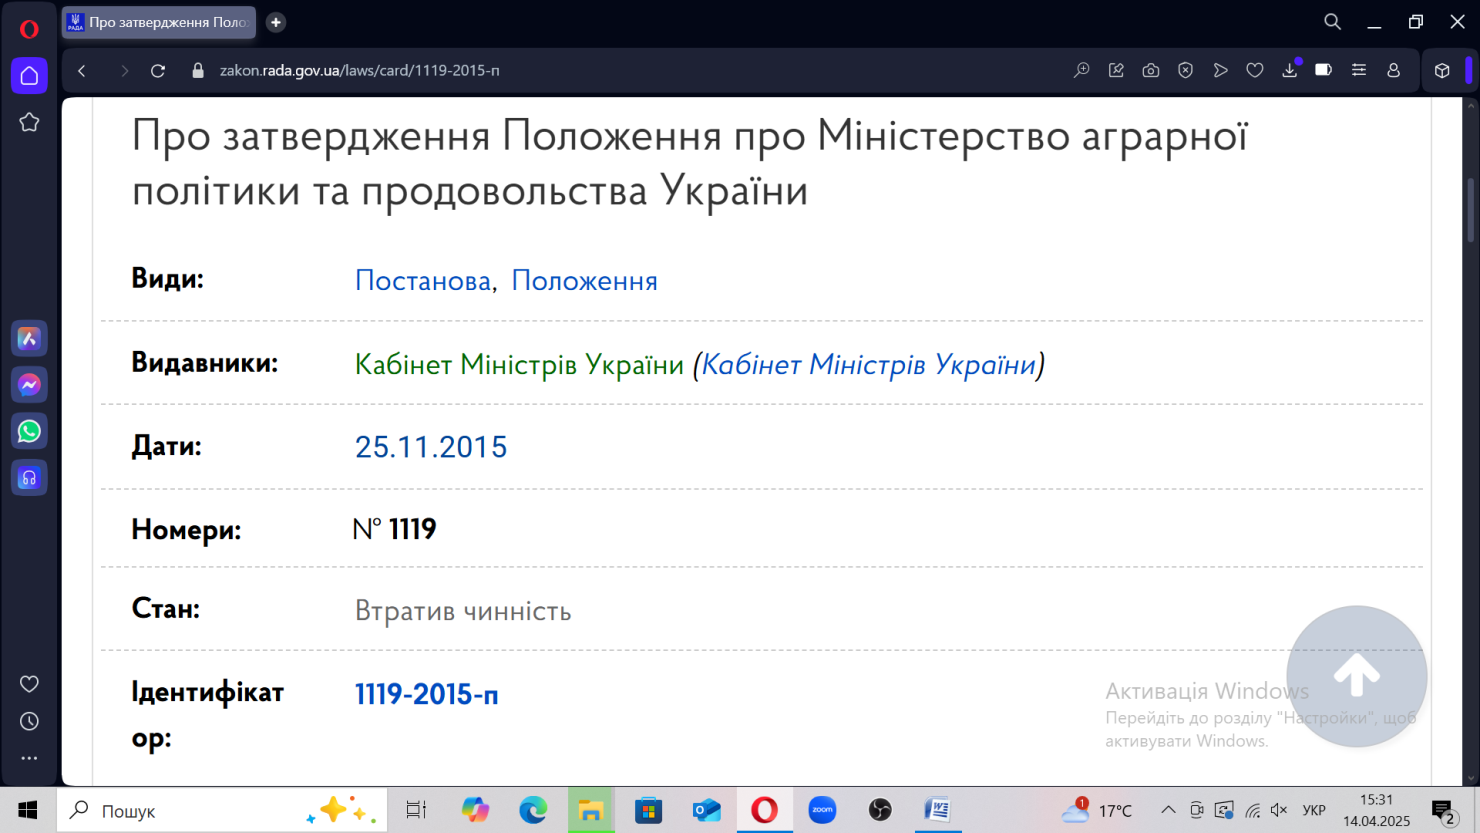 Про затвердження Поло
zakon.rada.gov.ua/laws/card/1119-2015-п
Про затвердження Положення про Міністерство аграрної
політики та продовольства України
Види:
Постанова, Положення
Видавники:
Кабінет Міністрів України (Кабінет Міністрів України)
Дати:
25.11.2015
Номери:
№ 1119
Стан:
Втратив чинність
Ідентифікат
ор:
1119-2015-п
Активація Windows
Перейдіть до розділу "Настройки", щоб
активувати Windows.
Пошук
zoom
1
17°C
УКР
15:31
14.04.2025
2